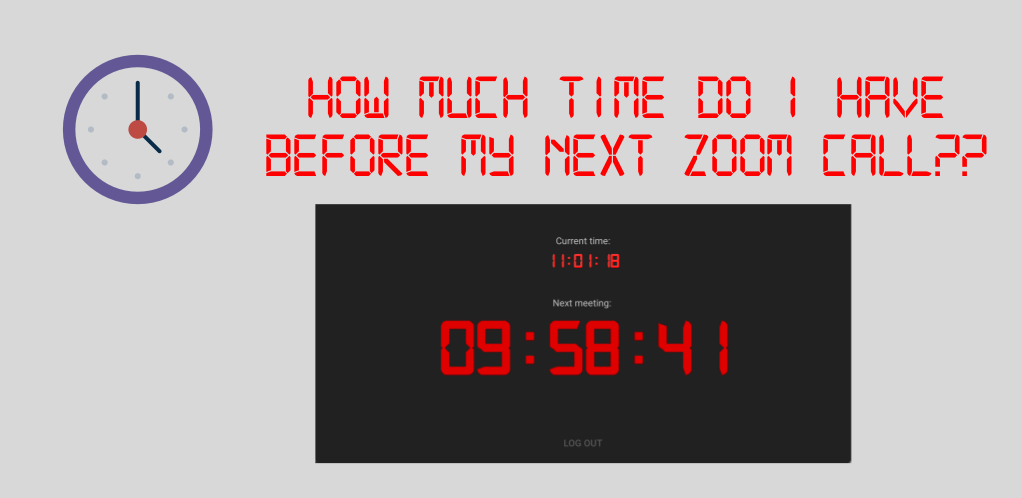 HOW MUCH TIME DO I HAVE
BEFORE MY NEXT ZOOM CALL??
Current time:
11:01:18
Next meeting:
09:58:41
LOG OUT